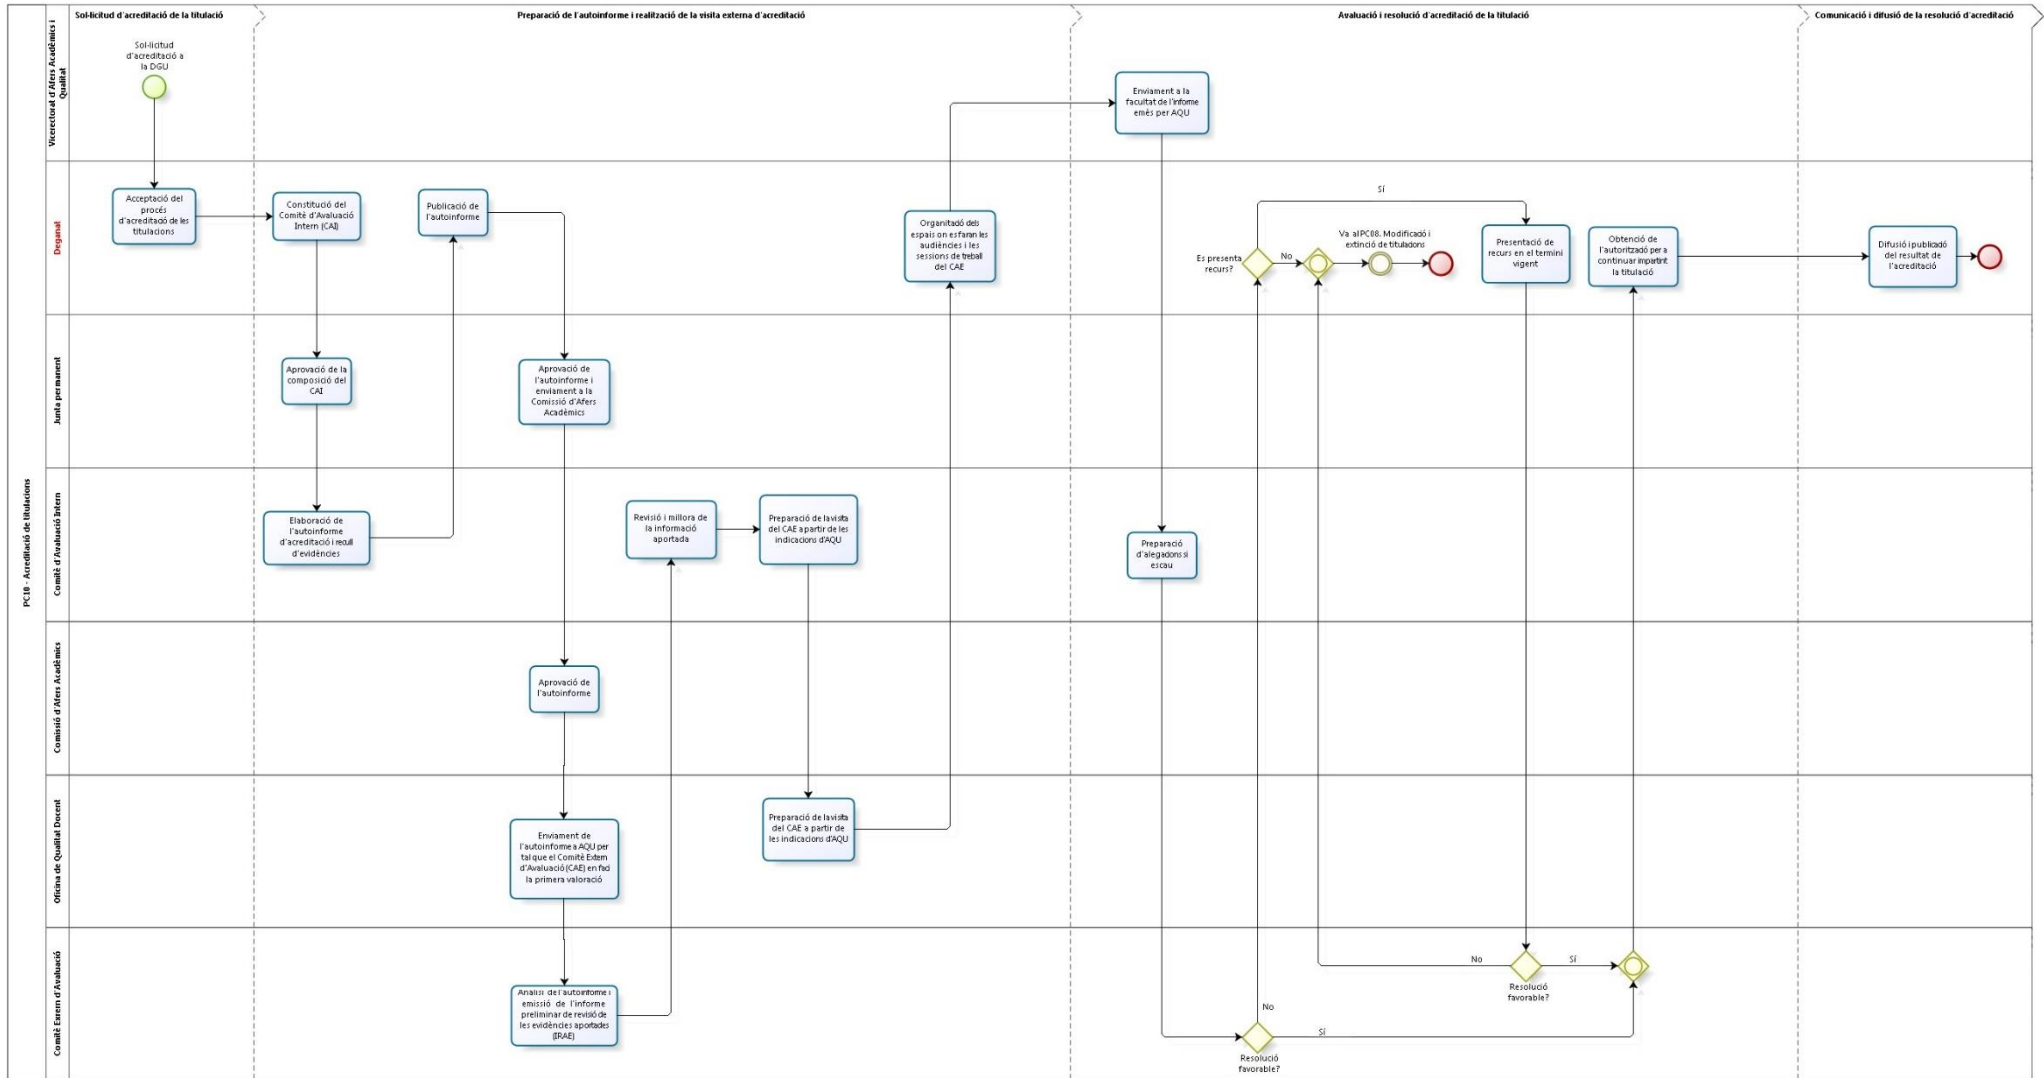 PC10 - Acreditació de titulacions
Sol·licitud d'acreditació de la titulació
Preparació de l'autoinforme i realització de la visita externa d'acreditació
Avaluació i resolució d'acreditació de la titulació
Comunicació i difusió de la resolució d'acreditació
Vicerectorat d'Afers Acadèmics i
Qualitat
Sol·licitud
d'acreditació a
la DGU
Enviament a la
facultat de l'informe
emès per AQU
Deganat
Acceptació del
procés
d'acreditació de les
titulacions
Constitució del
Comitè d'Avaluació
Intern (CAI)
Publicació de
l'autoinforme
Organització dels
espais on es faran les
audiències i les
sessions de treball
del CAE
Es presenta
recurs?
Sí
No
Va al PC08. Modificació i
extinció de titulacions
Presentació de
recurs en el termini
vigent
Obtenció de
l'autorització per a
continuar impartint
la titulació
Difusió i publicació
del resultat de
l'acreditació
Junta permanent
Aprovació de la
composició del
CAI
Aprovació de
l'autoinforme i
enviament a la
Comissió d'Afers
Acadèmics
Comitè d'Avaluació Intern
Elaboració de
l'autoinforme
d'acreditació i recull
d'evidències
Revisió i millora de
la informació
aportada
Preparació de la visita
del CAE a partir de les
indicacions d'AQU
Preparació
d'alegacions si
escau
Comissió d'Afers Acadèmics
Aprovació de
l'autoinforme
Oficina de Qualitat Docent
Enviament de
l'autoinforme a AQU per
tal que el Comitè Extern
d'Avaluació (CAE) en faci
la primera valoració
Preparació de la visita
del CAE a partir de
les indicacions d'AQU
Comitè Exrern d'Avaluació
Anàlisi de l'autoinforme i
emissió de l'informe
preliminar de revisió de
les evidències aportades
(IRAE)
No
Sí
Resolució
favorable?
No
Sí
Resolució
favorable?